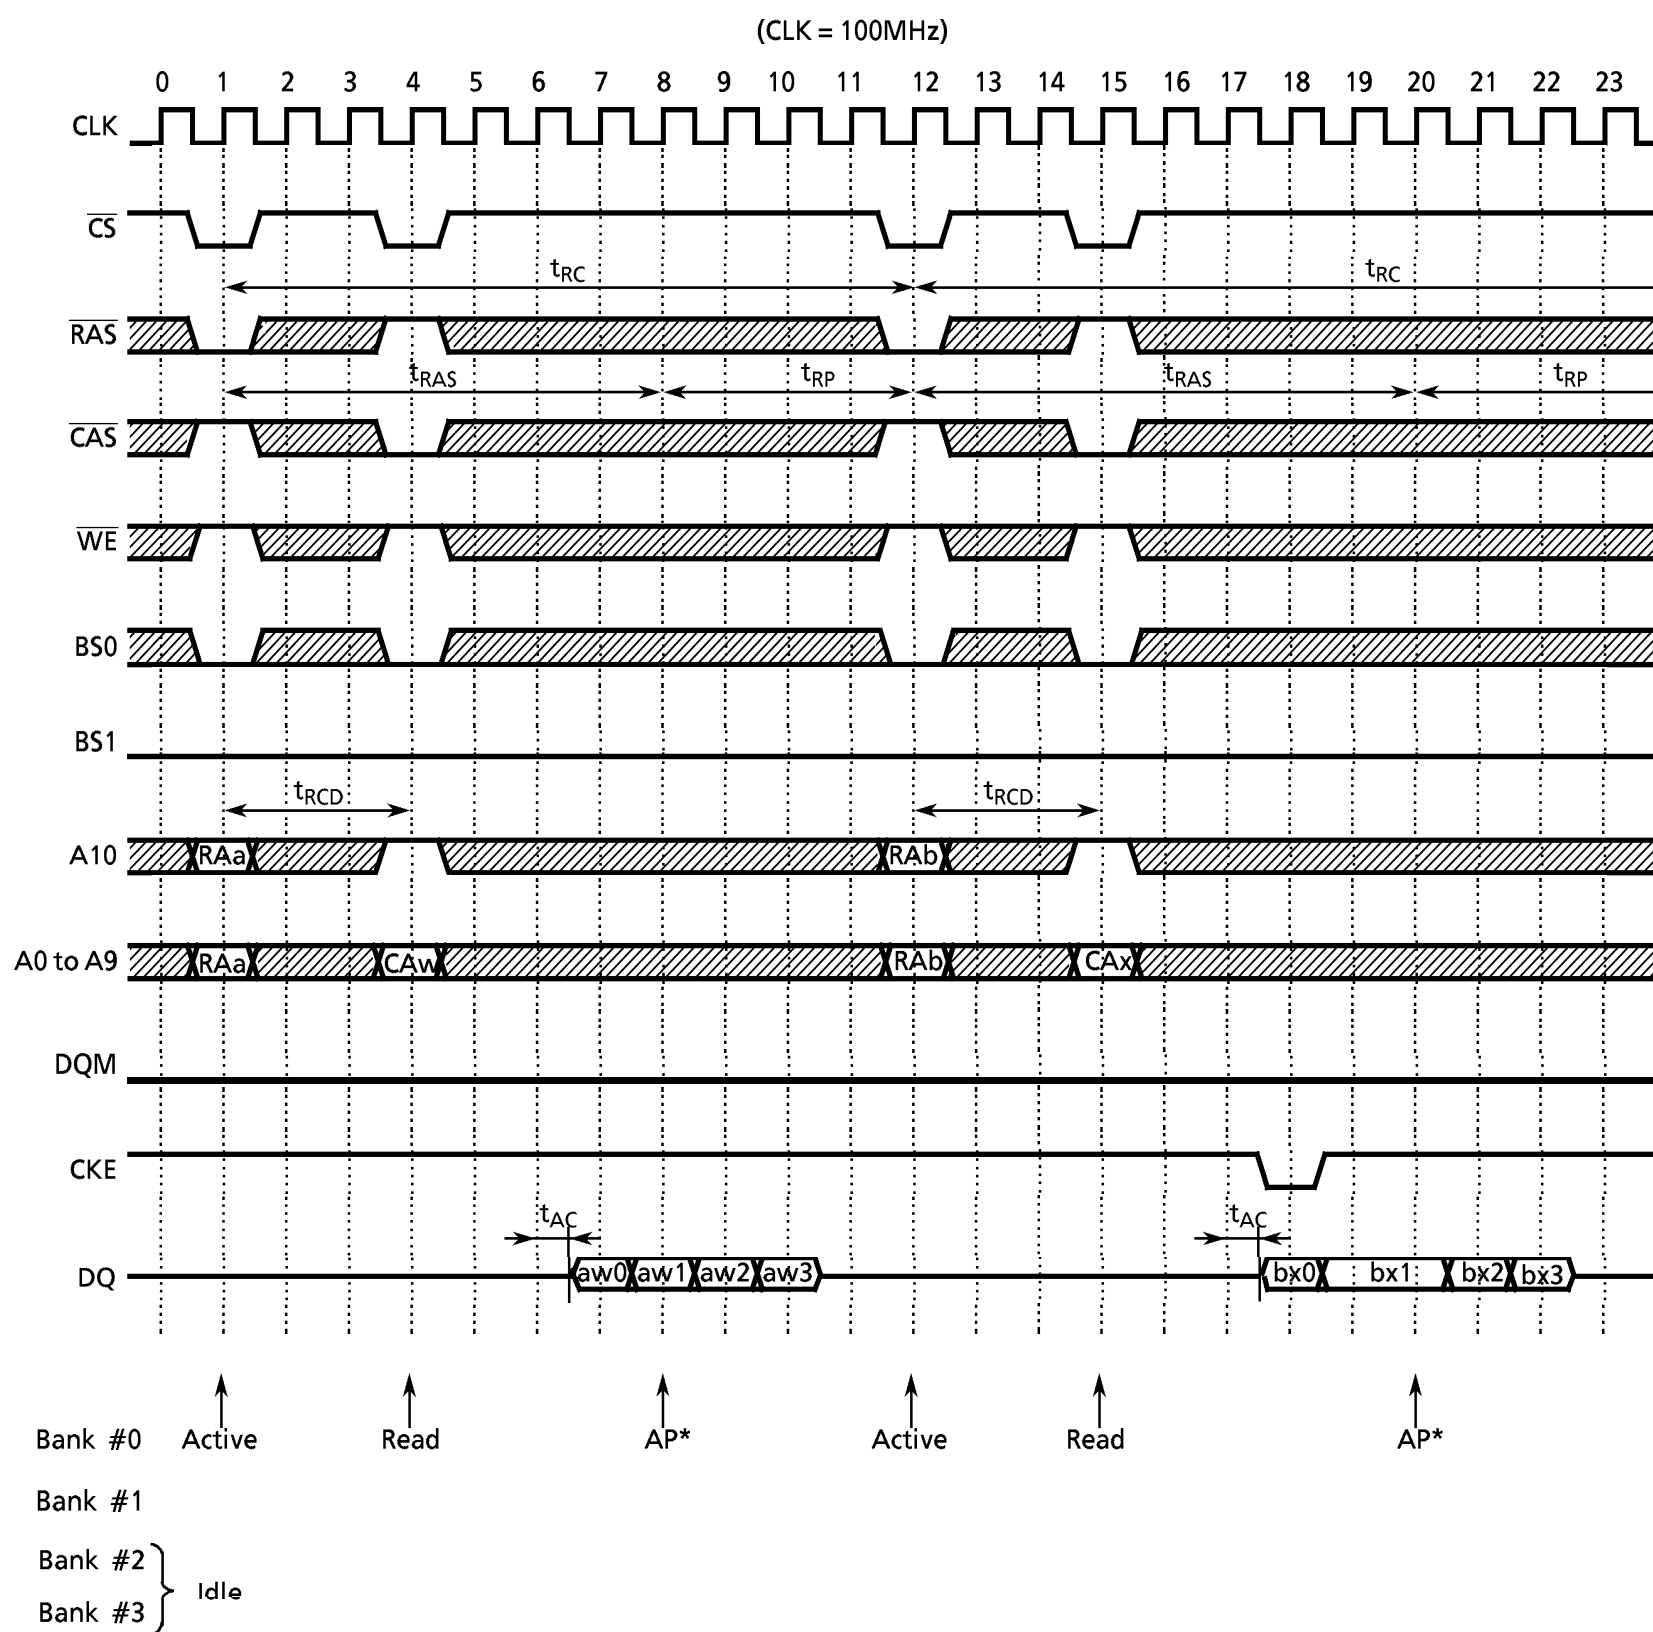 (CLK = 100MHz)
0 1 2 3 4 5 6 7 8 9 10 11 12 13 14 15 16 17 18 19 20 21 22 23
CLK
CS
tRC tRC
RAS
tRAS tRP tRAS tRP
CAS
WE
BS0
BS1
tRCD tRCD
A10 RAa RAb
A0 to A9 RAa CAw RAb CAx
DQM
CKE
tAC tAC
DQ aw0 aw1 aw2 aw3 bx0 bx1 bx2 bx3
Bank #0 Active Read AP* Active Read AP*
Bank #1
Bank #2
Idle
Bank #3